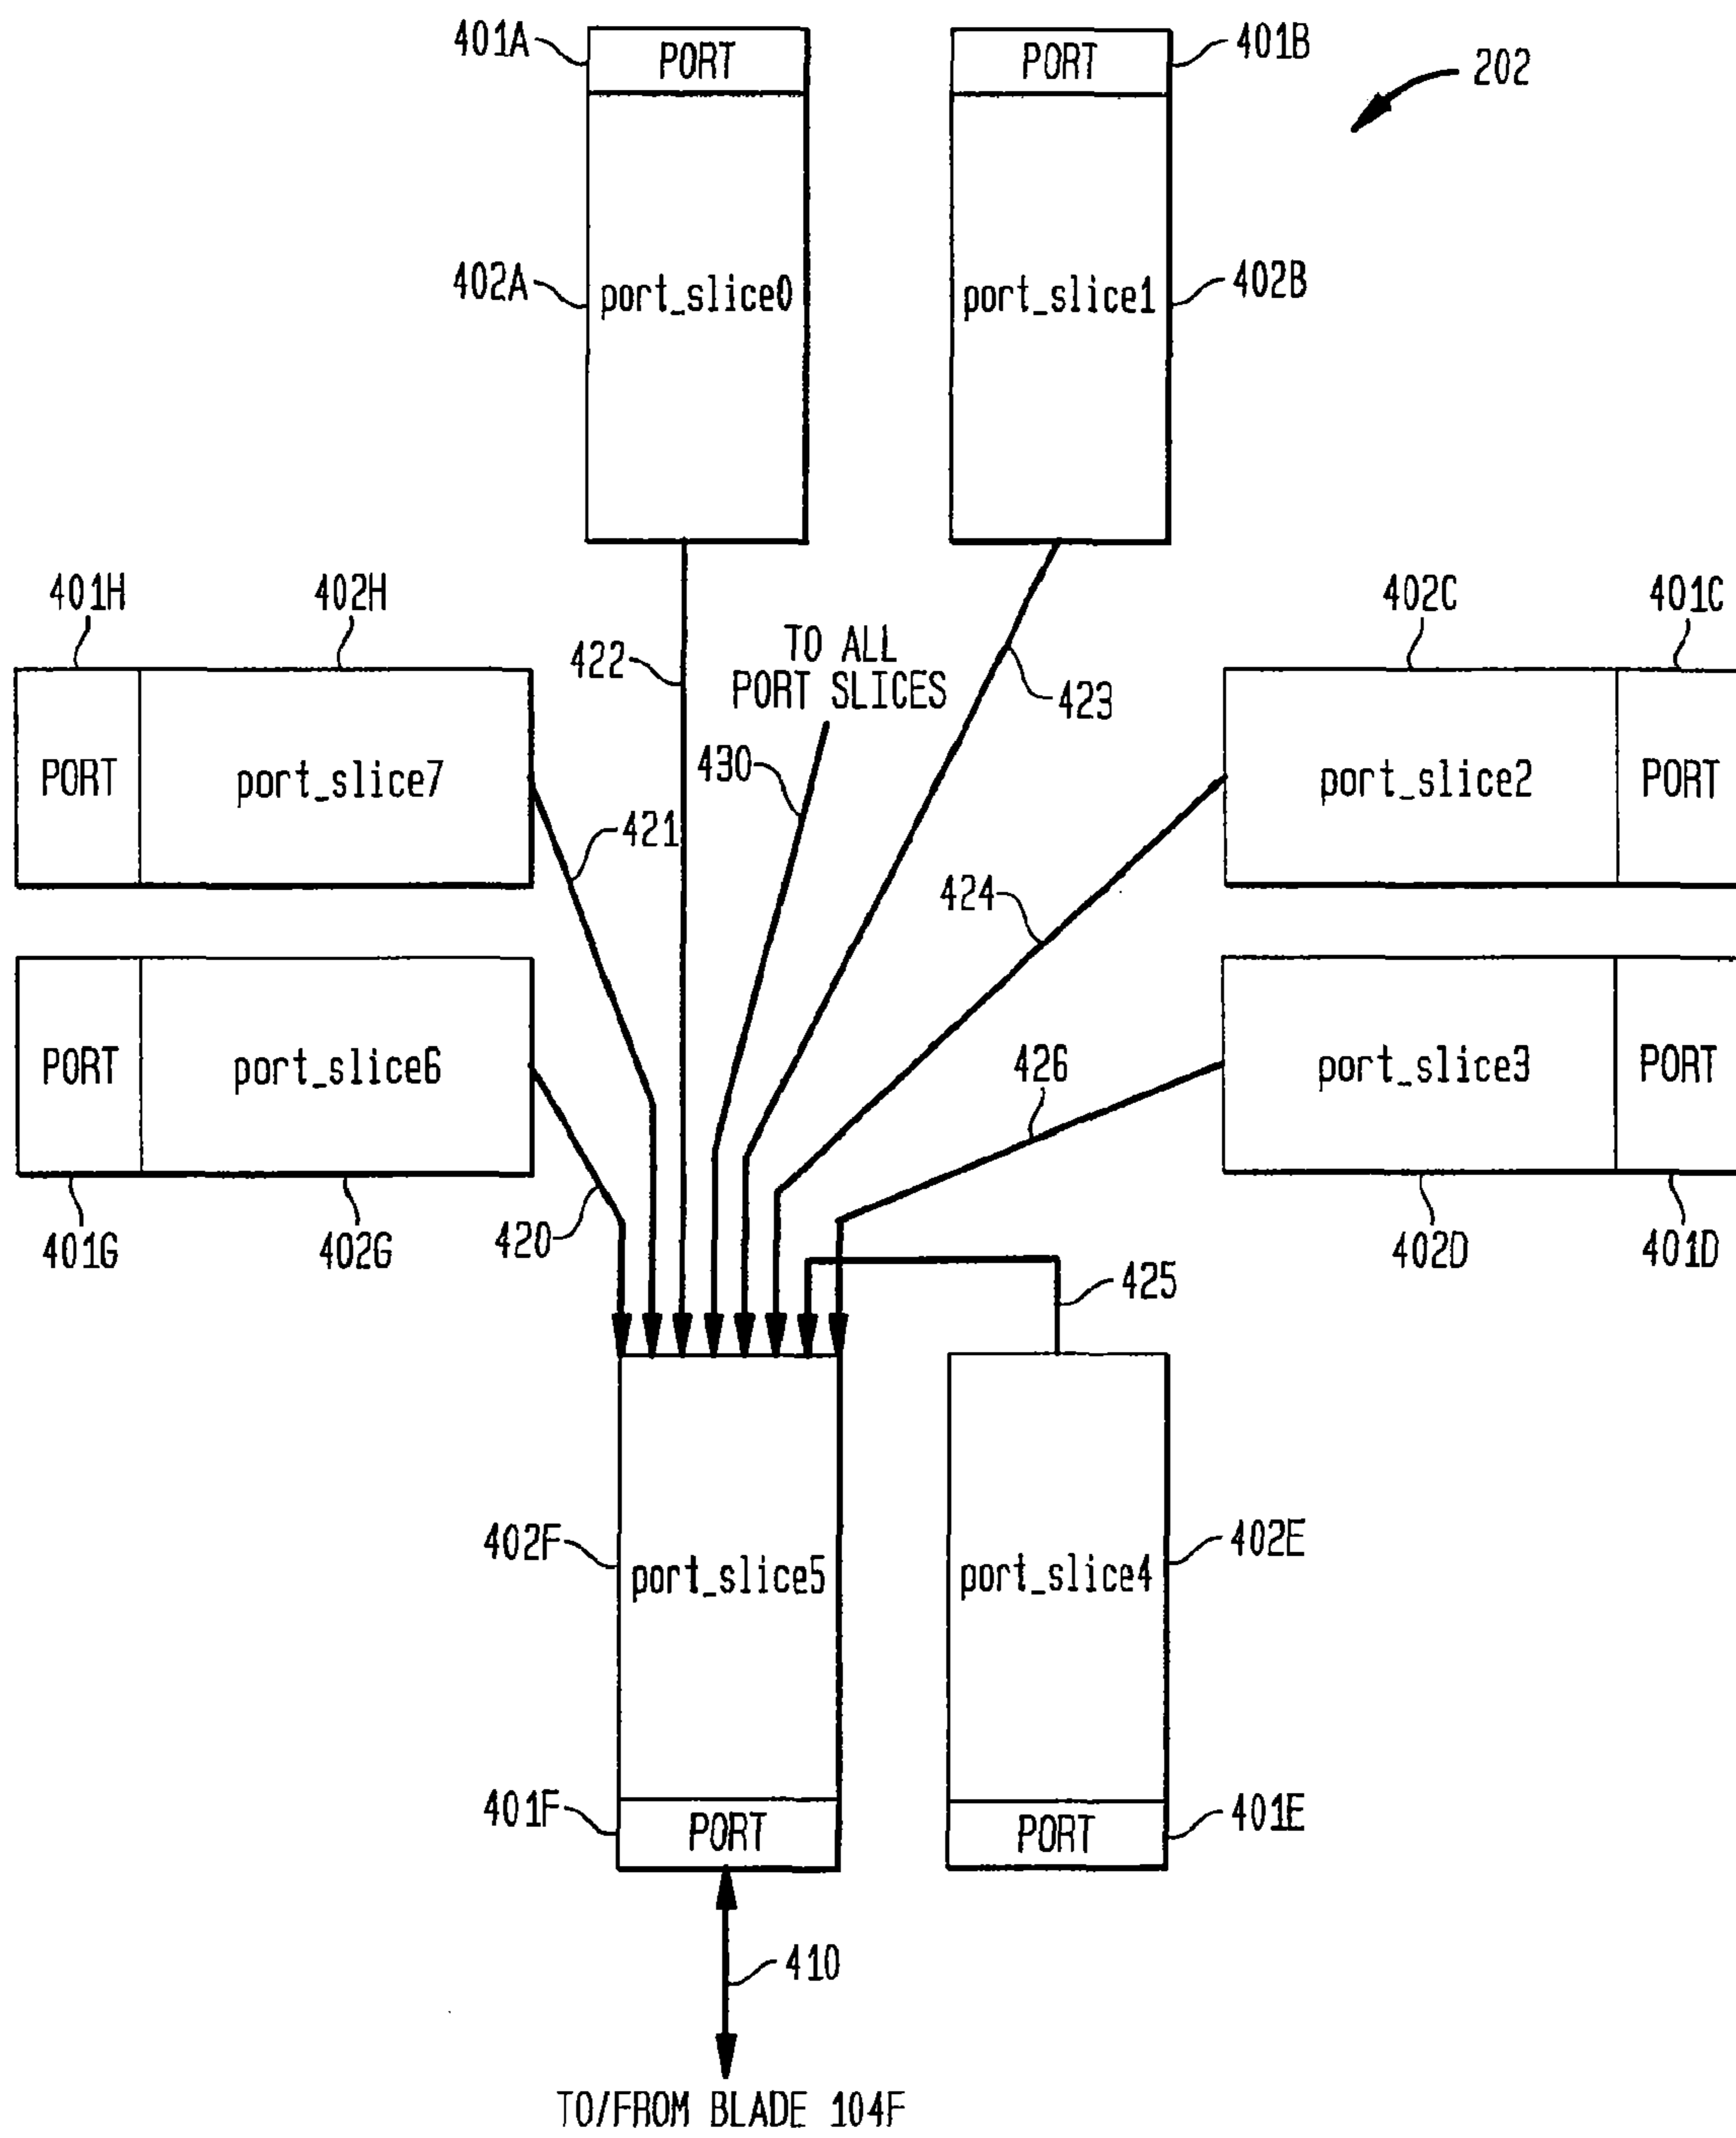 401A
PORT
PORT
401B
202
402A
port_slice0
port_slice1
402B
401H
402H
402C
401C
422
TO ALL
PORT SLICES
423
430
PORT
port_slice7
port_slice2
PORT
421
424
PORT
port_slice6
426
port_slice3
PORT
401G
402G
420
402D
401D
425
402F
port_slice5
port_slice4
402E
401F
PORT
PORT
401E
410
TO/FROM BLADE 104F